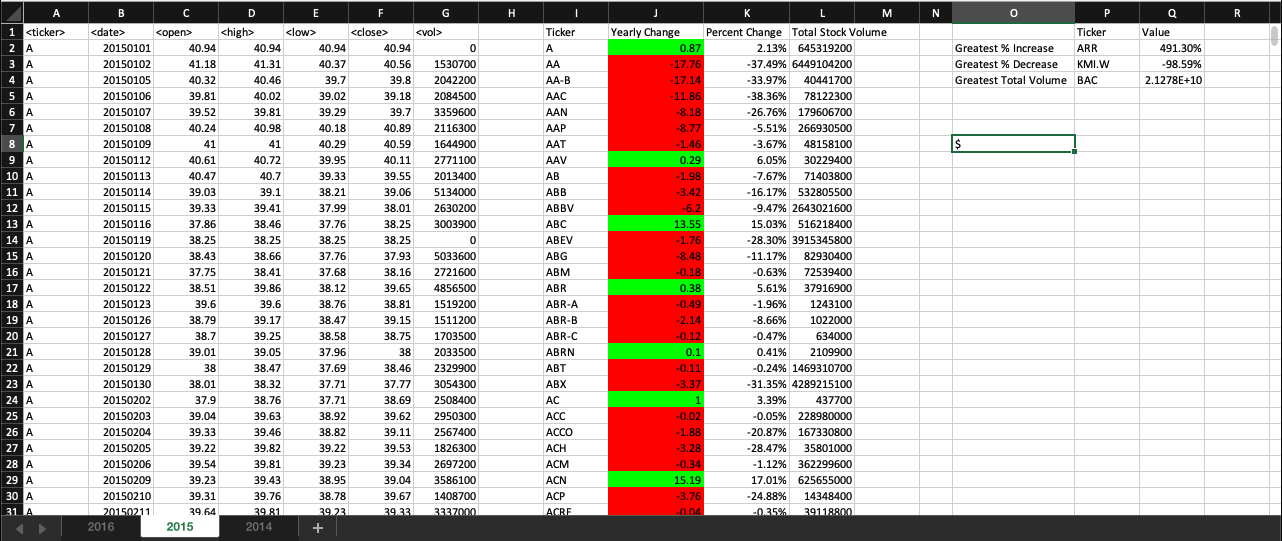 A B C D E F G H I J K L M N O P Q R
1 <ticker> <date> <open> <high> <low> <close> <vol> Ticker Yearly Change Percent Change Total Stock Volume Ticker Value
2 A 20150101 40.94 40.94 40.94 40.94 0 A 0.87 2.13% 645319200 Greatest % Increase ARR 491.30%
3 A 20150102 41.18 41.31 40.37 40.56 1530700 AA -17.76 -37.49% 6449104200 Greatest % Decrease KMI.W -98.59%
4 A 20150105 40.32 40.46 39.7 39.8 2042200 AA-B -17.14 -33.97% 40441700 Greatest Total Volume BAC 2.1278E+10
5 A 20150106 39.81 40.02 39.02 39.18 2084500 AAC -11.86 -38.36% 78122300
6 A 20150107 39.52 39.81 39.29 39.7 3359600 AAN -8.18 -26.76% 179606700
7 A 20150108 40.24 40.98 40.18 40.89 2116300 AAP -8.77 -5.51% 266930500
8 A 20150109 41 41 40.29 40.59 1644900 AAT -1.46 -3.67% 48158100 $
9 A 20150112 40.61 40.72 39.95 40.11 2771100 AAV 0.29 6.05% 30229400
10 A 20150113 40.47 40.7 39.33 39.55 2013400 AB -1.98 -7.67% 71403800
11 A 20150114 39.03 39.1 38.21 39.06 5134000 ABB -3.42 -16.17% 532805500
12 A 20150115 39.33 39.41 37.99 38.01 2630200 ABBV -6.2 -9.47% 2643021600
13 A 20150116 37.86 38.46 37.76 38.25 3003900 ABC 13.55 15.03% 516218400
14 A 20150119 38.25 38.25 38.25 38.25 0 ABEV -1.76 -28.30% 3915345800
15 A 20150120 38.43 38.66 37.76 37.93 5033600 ABG -8.48 -11.17% 82930400
16 A 20150121 37.75 38.41 37.68 38.16 2721600 ABM -0.18 -0.63% 72539400
17 A 20150122 38.51 39.86 38.12 39.65 4856500 ABR 0.38 5.61% 37916900
18 A 20150123 39.6 39.6 38.76 38.81 1519200 ABR-A -0.49 -1.96% 1243100
19 A 20150126 38.79 39.17 38.47 39.15 1511200 ABR-B -2.14 -8.66% 1022000
20 A 20150127 38.7 39.25 38.58 38.75 1703500 ABR-C -0.12 -0.47% 634000
21 A 20150128 39.01 39.05 37.96 38 2033500 ABRN 0.1 0.41% 2109900
22 A 20150129 38 38.47 37.69 38.46 2329900 ABT -0.11 -0.24% 1469310700
23 A 20150130 38.01 38.32 37.71 37.77 3054300 ABX -3.37 -31.35% 4289215100
24 A 20150202 37.9 38.76 37.71 38.69 2508400 AC 1 3.39% 437700
25 A 20150203 39.04 39.63 38.92 39.62 2950300 ACC -0.02 -0.05% 228980000
26 A 20150204 39.33 39.46 38.82 39.11 2567400 ACCO -1.88 -20.87% 167330800
27 A 20150205 39.22 39.82 39.22 39.53 1826300 ACH -3.28 -28.47% 35801000
28 A 20150206 39.54 39.81 39.23 39.34 2697200 ACM -0.34 -1.12% 362299600
29 A 20150209 39.23 39.43 38.95 39.04 3586100 ACN 15.19 17.01% 625655000
30 A 20150210 39.31 39.76 38.78 39.67 1408700 ACP -3.76 -24.88% 14348400
31 A 20150211 39.64 39.81 39.23 39.33 3337000 ACRE -0.04 -0.35% 39118800
2016 2015 2014 +